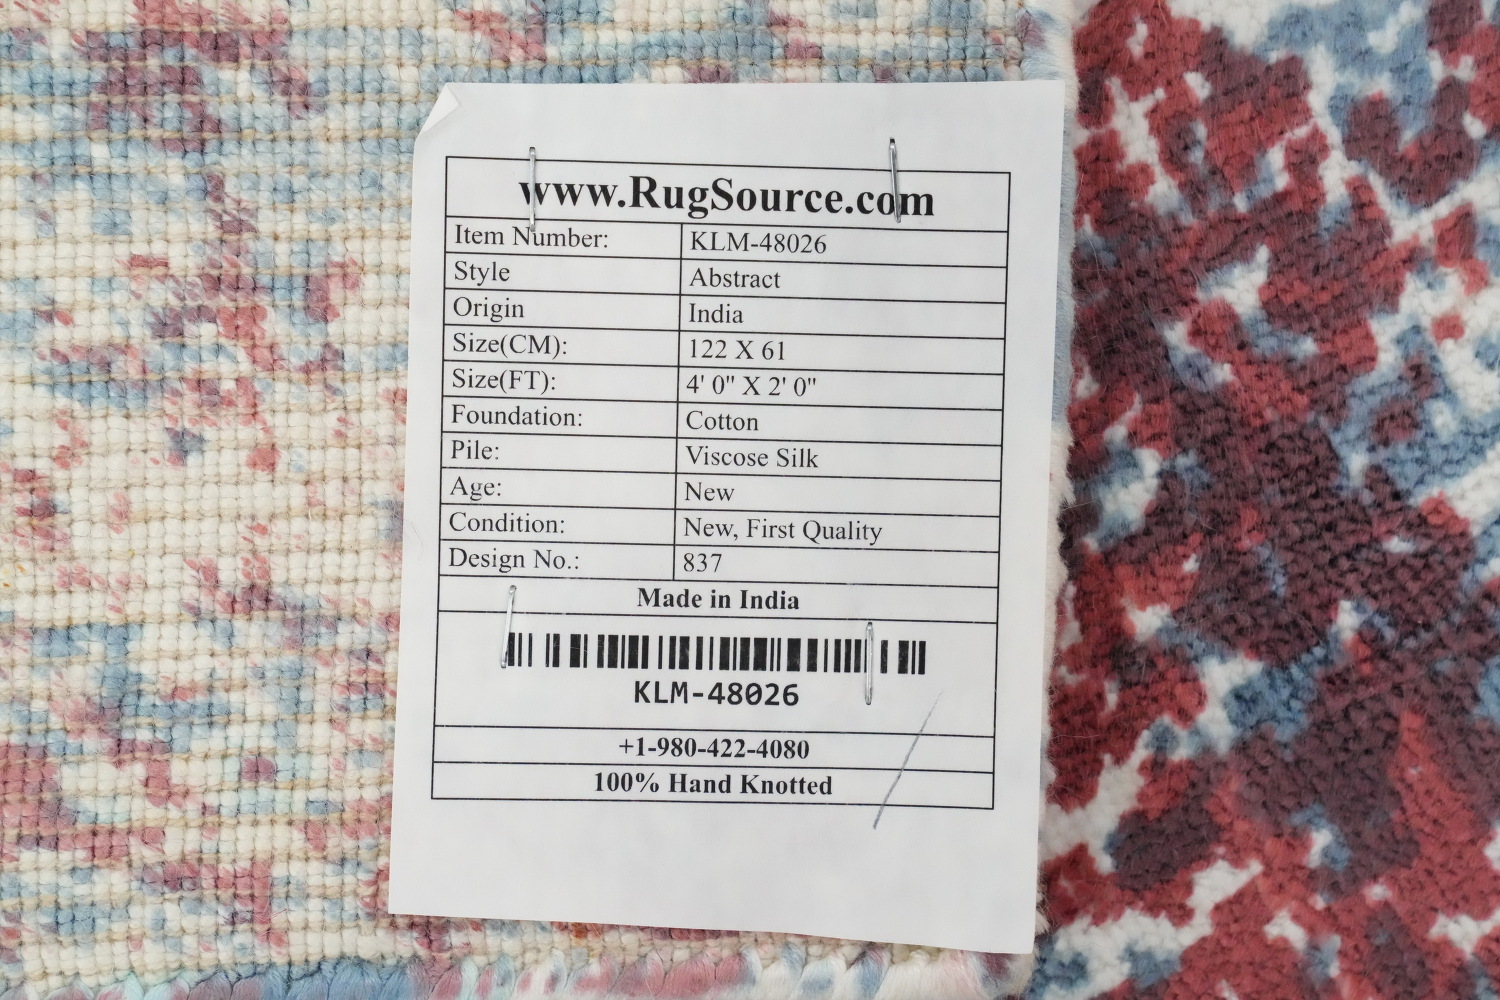 www.RugSource.com
Item Number: KLM-48026
Style Abstract
Origin India
Size(CM): 122 X 61
Size(FT): 4' 0" X 2' 0"
Foundation: Cotton
Pile: Viscose Silk
Age: New
Condition: New, First Quality
Design No.: 837
Made in India
KLM-48026
+1-980-422-4080
100% Hand Knotted